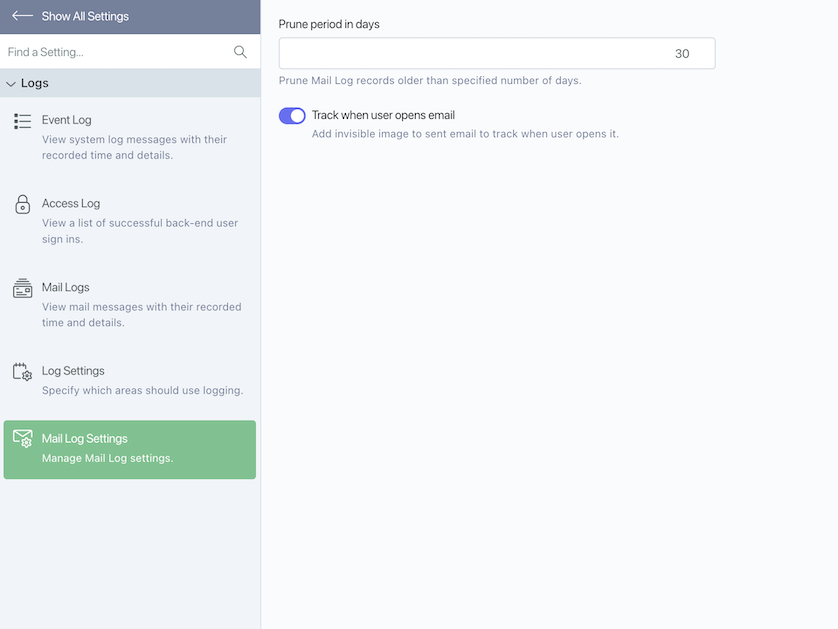 Show All Settings
Find a Setting...
Logs
Event Log
View system log messages with their
recorded time and details.
Access Log
View a list of successful back-end user
sign ins.
Mail Logs
View mail messages with their recorded
time and details.
Log Settings
Specify which areas should use logging.
Mail Log Settings
Manage Mail Log settings.
Prune period in days
30
Prune Mail Log records older than specified number of days.
Track when user opens email
Add invisible image to sent email to track when user opens it.